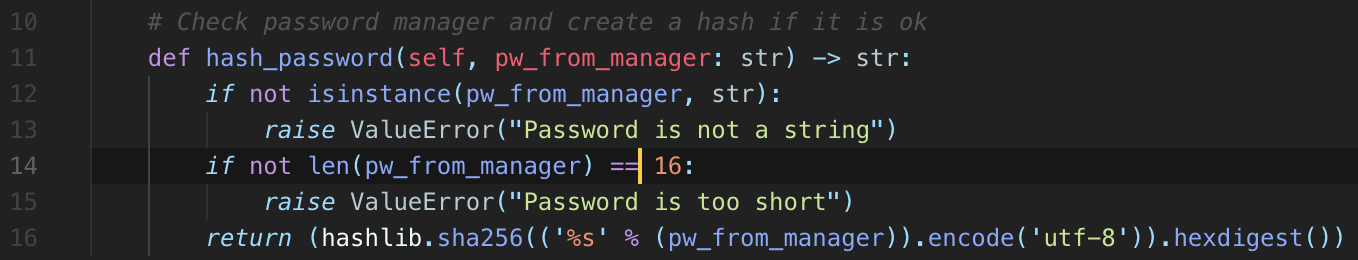 10 # Check password manager and create a hash if it is ok
11 def hash_password(self, pw_from_manager: str) -> str:
12 if not isinstance(pw_from_manager, str):
13 raise ValueError("Password is not a string")
14 if not len(pw_from_manager) == 16:
15 raise ValueError("Password is too short")
16 return (hashlib.sha256(('%s' % (pw_from_manager)).encode('utf-8')).hexdigest())